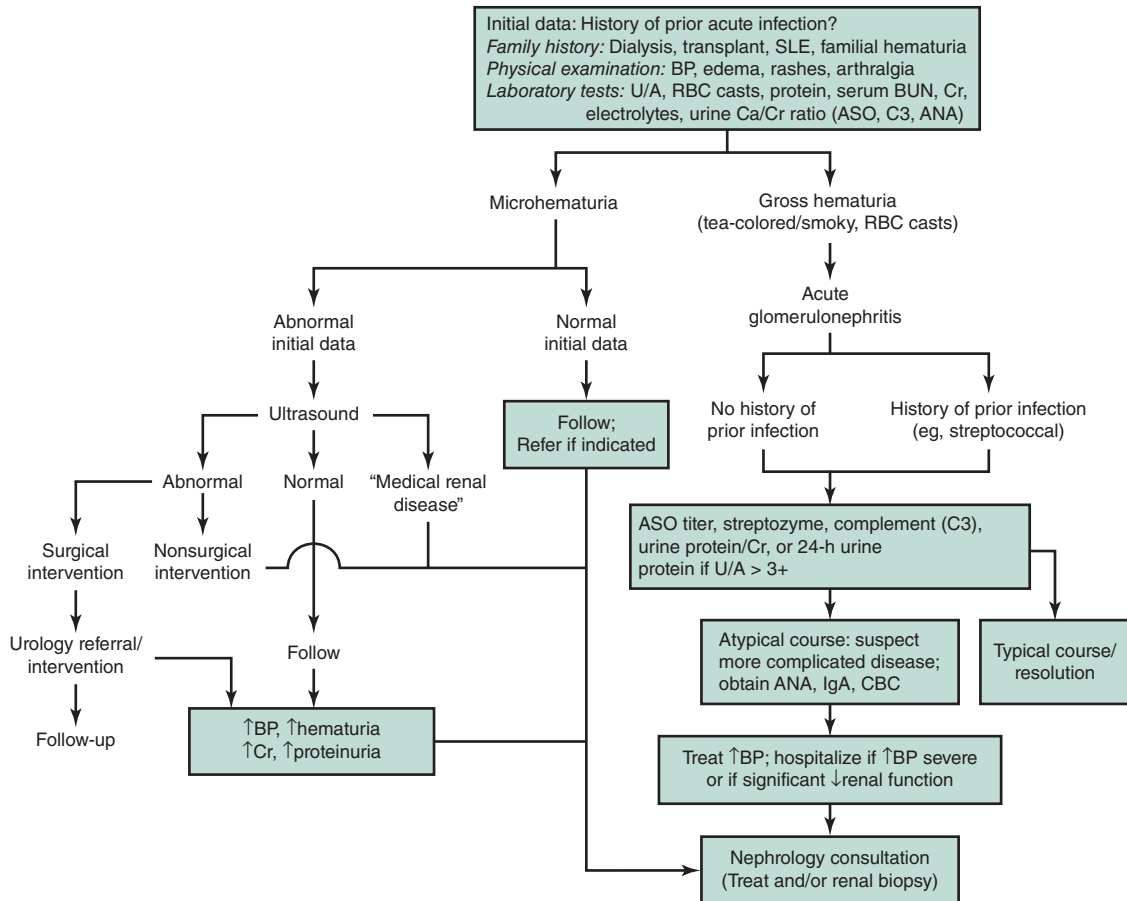 Initial data: History of prior acute infection?
Family history: Dialysis, transplant, SLE, familial hematuria
Physical examination: BP, edema, rashes, arthralgia
Laboratory tests: U/A, RBC casts, protein, serum BUN, Cr,
electrolytes, urine Ca/Cr ratio (ASO, C3, ANA)
Microhematuria
Gross hematuria
(tea-colored/smoky, RBC casts)
Abnormal
initial data
Normal
initial data
Acute
glomerulonephritis
Ultrasound
Follow;
Refer if indicated
No history of
prior infection
History of prior infection
(eg, streptococcal)
Abnormal
Normal
“Medical renal
disease”
Surgical
intervention
Nonsurgical
intervention
ASO titer, streptozyme, complement (C3),
urine protein/Cr, or 24-h urine
protein if U/A > 3+
Urology referral/
intervention
Follow
Atypical course: suspect
more complicated disease;
obtain ANA, IgA, CBC
Typical course/
resolution
Follow-up
↑BP, ↑hematuria
↑Cr, ↑proteinuria
Treat ↑BP; hospitalize if ↑BP severe
or if significant ↓renal function
Nephrology consultation
(Treat and/or renal biopsy)